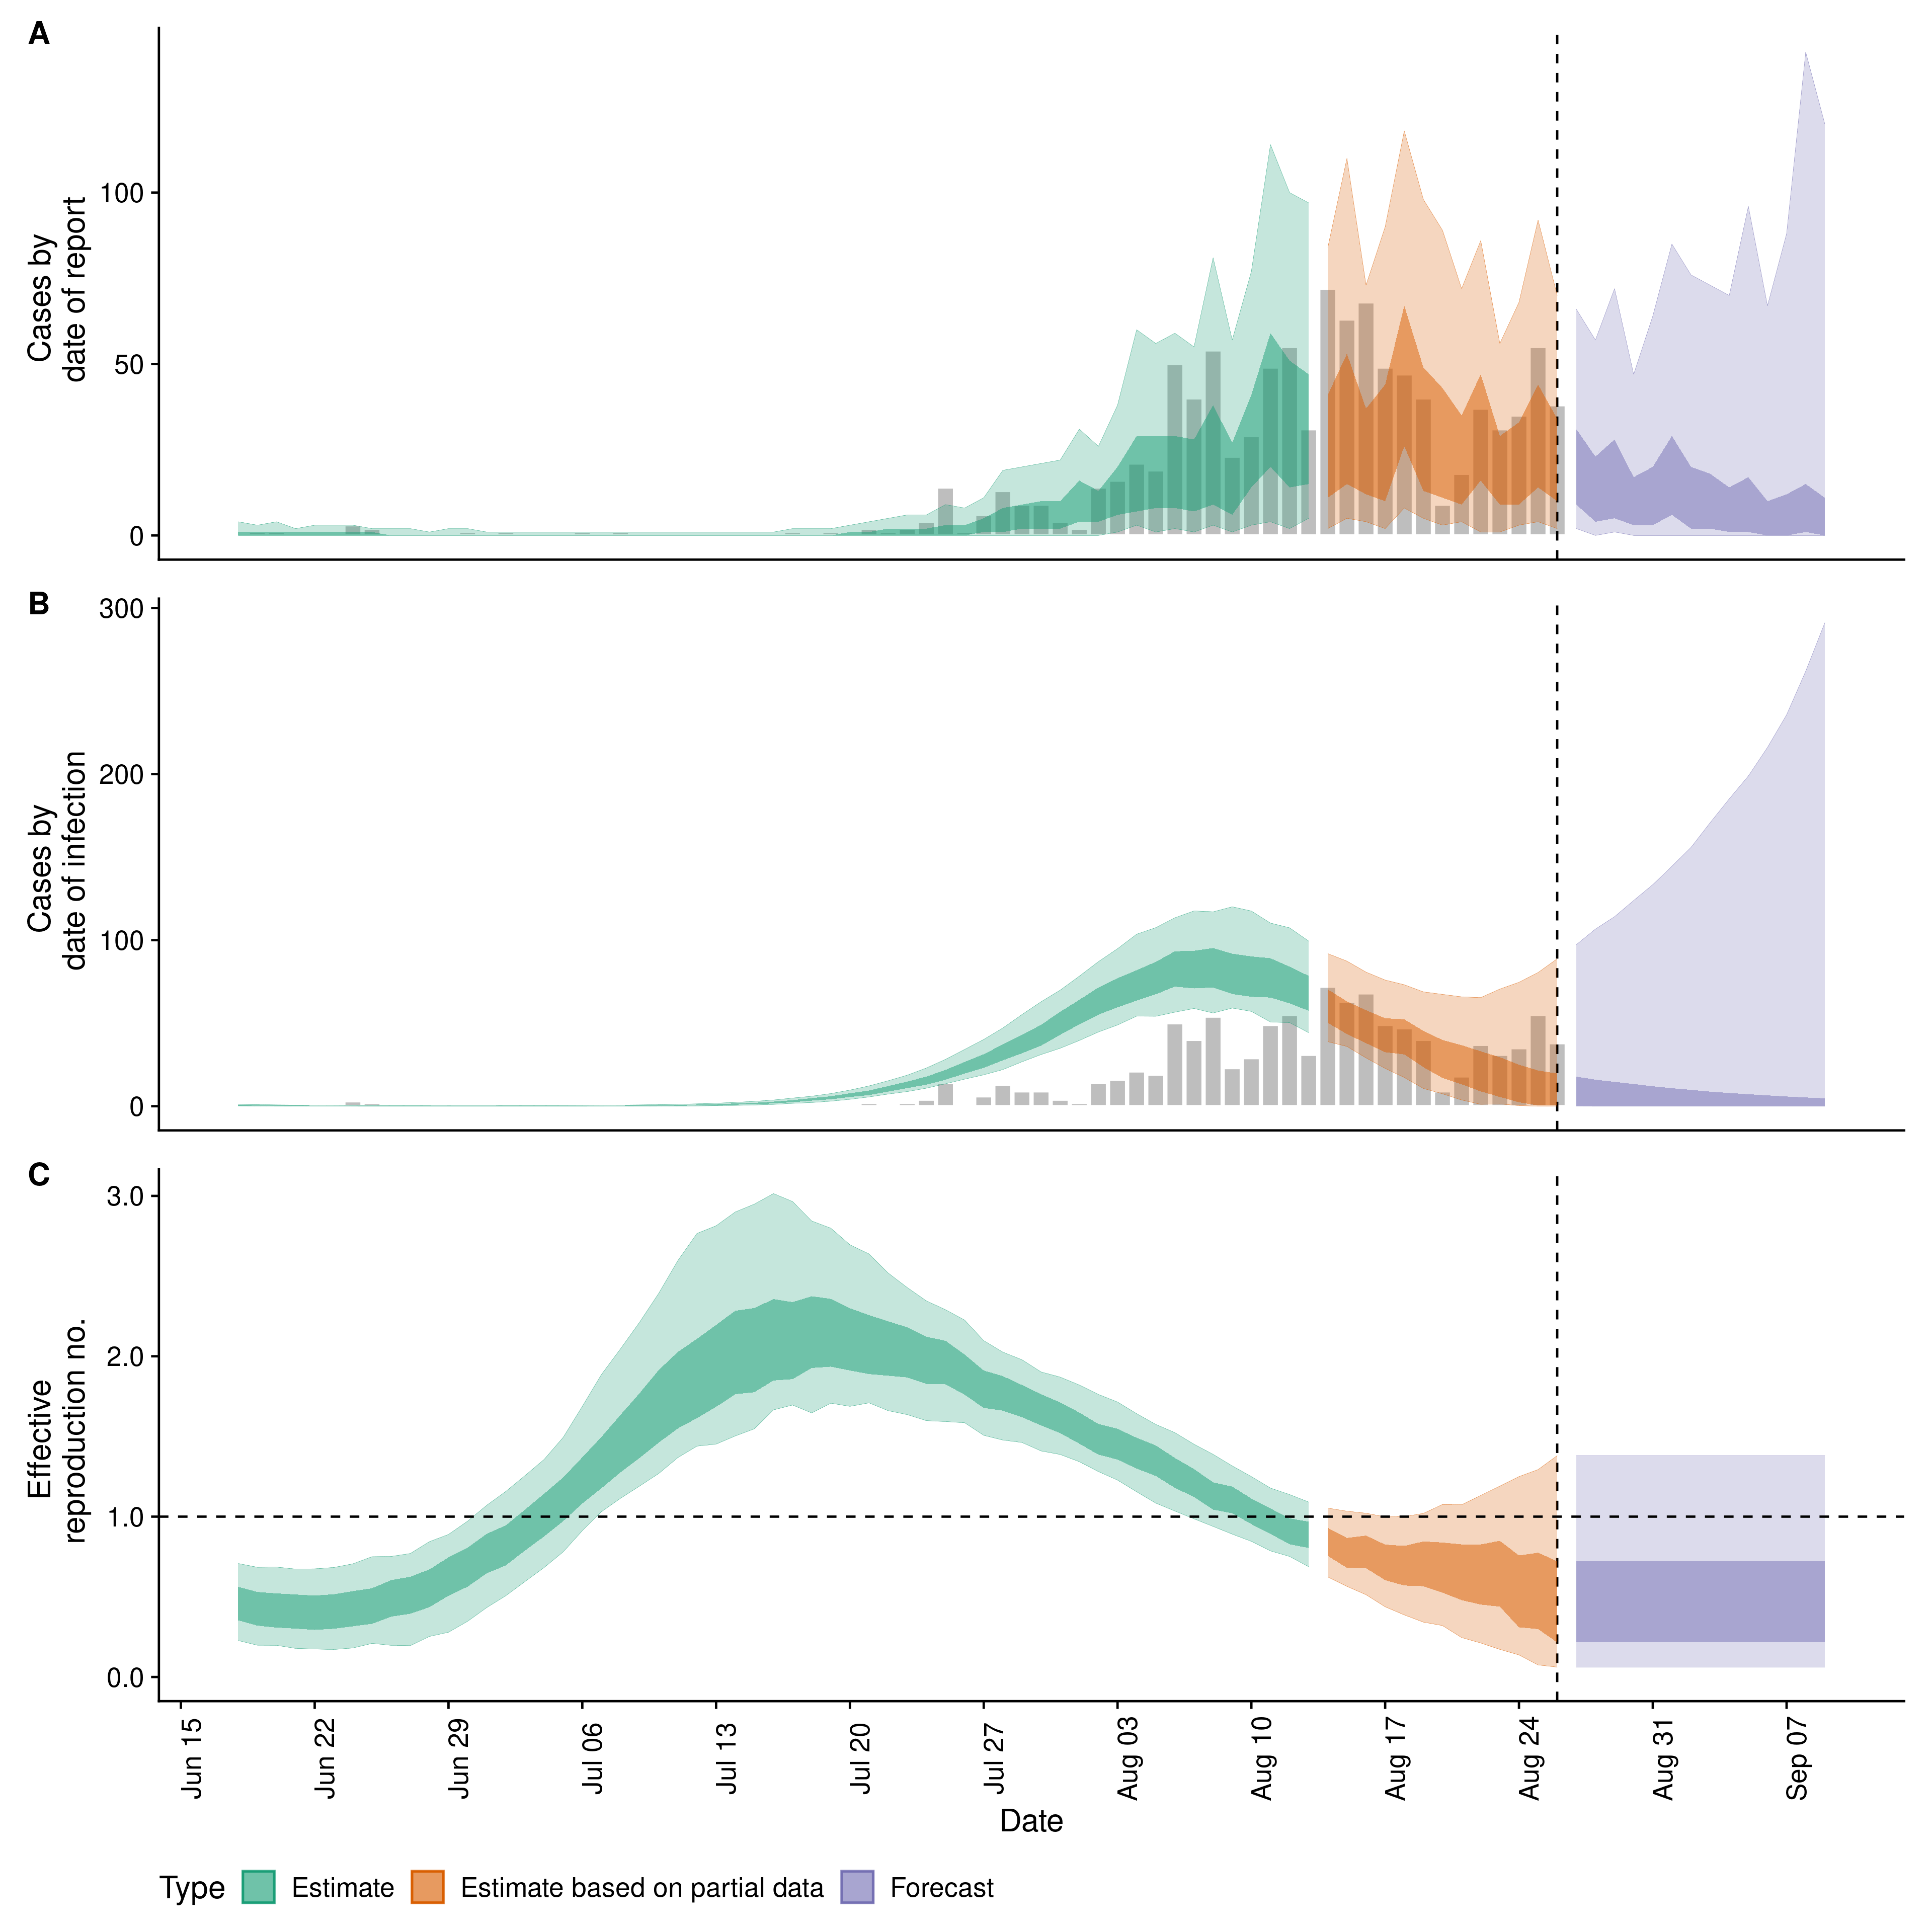 A
Cases by
date of report
100
50
0
B
Cases by
date of infection
300
200
100
0
C
Effective
reproduction no.
3.0
2.0
1.0
0.0
Jun 15
Jun 22
Jun 29
Jul 06
Jul 13
Jul 20
Jul 27
Aug 03
Aug 10
Aug 17
Aug 24
Aug 31
Sep 07
Date
Type Estimate Estimate based on partial data Forecast